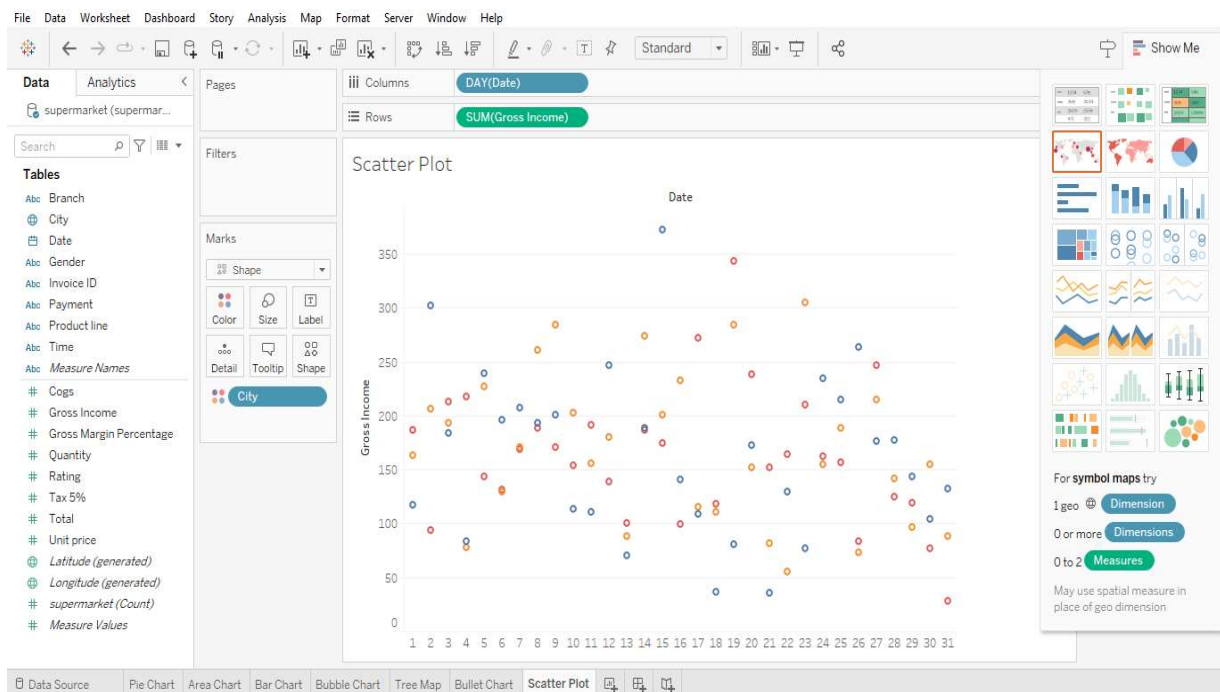 File Data Worksheet Dashboard Story Analysis Map Format Server Window Help
Standard
Show Me
Data Analytics
supermarket (supermar...
Search
Tables
Abc Branch
City
Date
Abc Gender
Abc Invoice ID
Abc Payment
Abc Product line
Abc Time
Abc Measure Names
# Cogs
# Gross Income
# Gross Margin Percentage
# Quantity
# Rating
# Tax 5%
# Total
# Unit price
Latitude (generated)
Longitude (generated)
# supermarket (Count)
# Measure Values
Pages
Filters
Marks
Shape
Color Size Label
Detail Tooltip Shape
City
Columns DAY(Date)
Rows SUM(Gross Income)
Scatter Plot
Date
Gross Income
350
300
250
200
150
100
50
0
1 2 3 4 5 6 7 8 9 10 11 12 13 14 15 16 17 18 19 20 21 22 23 24 25 26 27 28 29 30 31
For symbol maps try
1 geo Dimension
0 or more Dimensions
0 to 2 Measures
May use spatial measure in
place of geo dimension
Data Source Pie Chart Area Chart Bar Chart Bubble Chart Tree Map Bullet Chart Scatter Plot